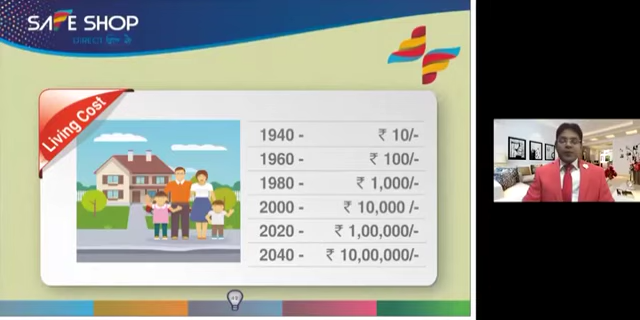 SAFE SHOP
DIRECT
Living Cost
1940 - ₹ 10/-
1960 - ₹ 100/-
1980 - ₹ 1,000/-
2000 - ₹ 10,000 /-
2020 - ₹ 1,00,000/-
2040 - ₹ 10,00,000/-